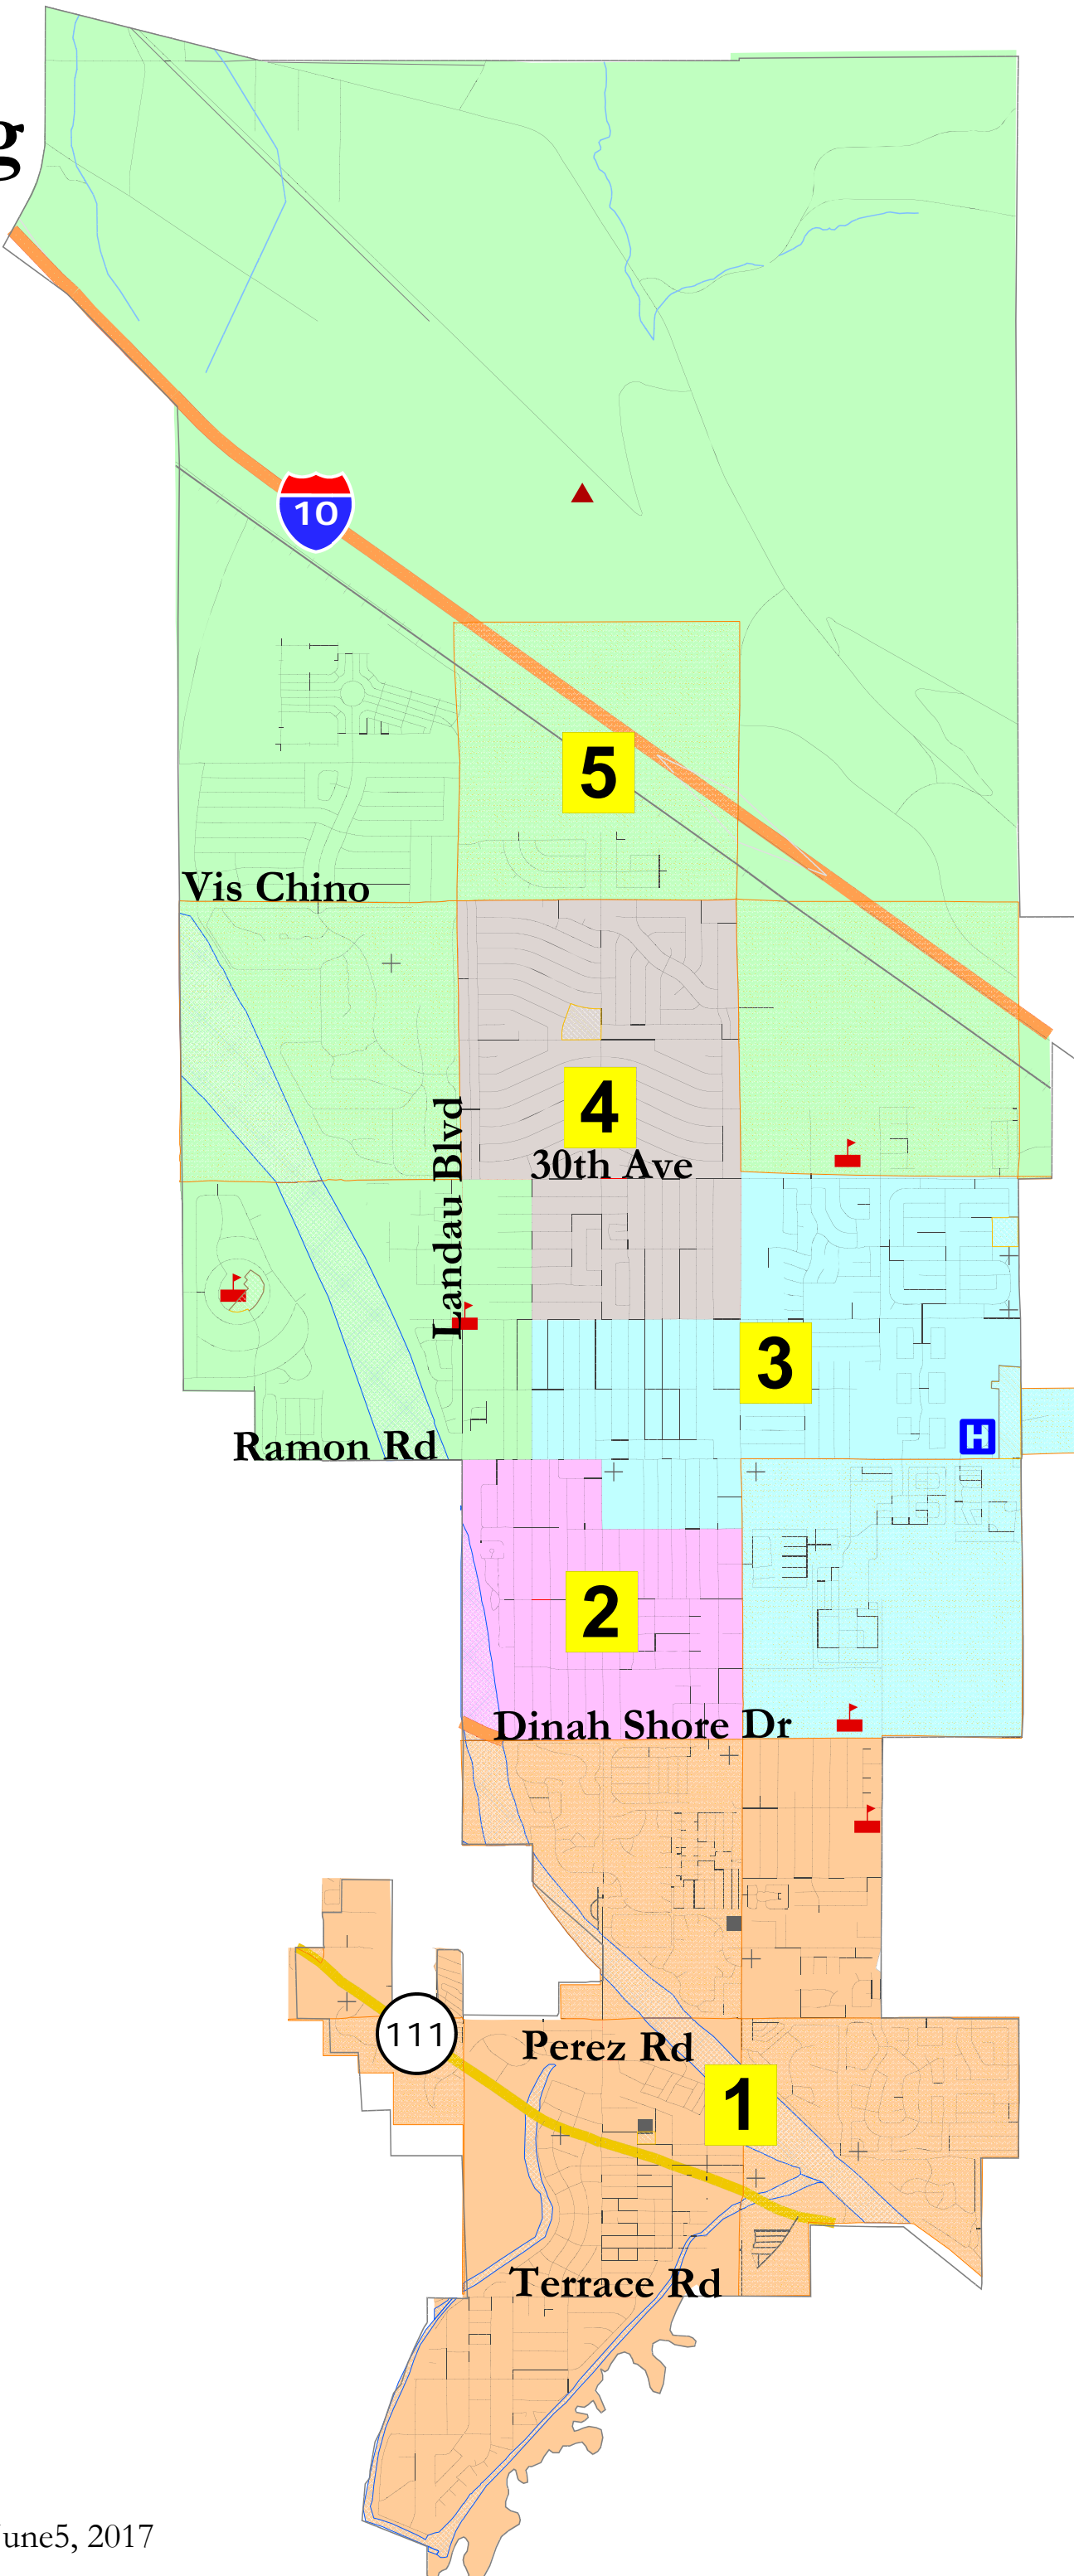 g
10
5
Vis Chino
4
30th Ave
Landau Blvd
3
H
Ramon Rd
2
Dinah Shore Dr
111
Perez Rd
1
Terrace Rd
June5, 2017